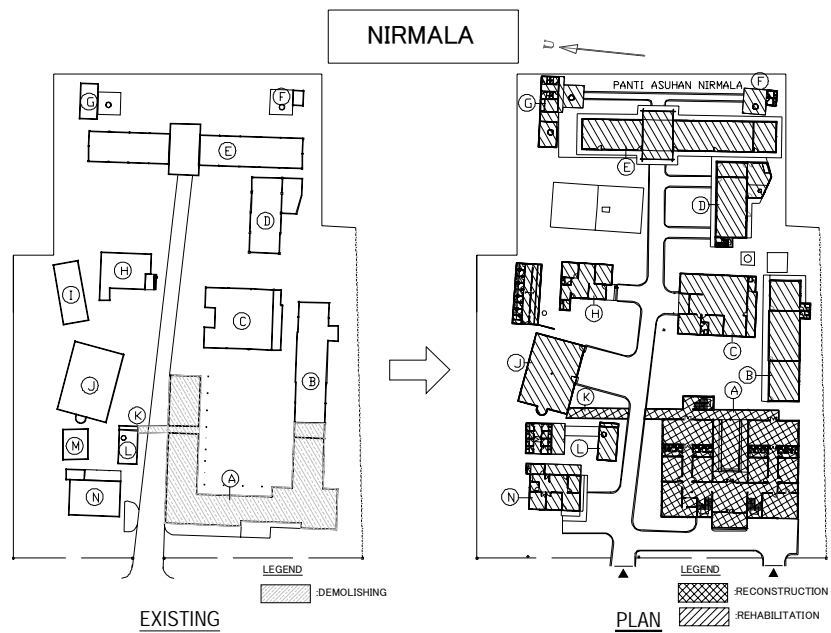 NIRMALA
n
PANTI ASUHAN NIRMALA
G
F
E
D
H
I
C
J
B
K
M
L
A
N
LEGEND
:DEMOLISHING
EXISTING
F
G
E
D
H
C
J
B
K
A
L
N
LEGEND
:RECONSTRUCTION
:REHABILITATION
PLAN